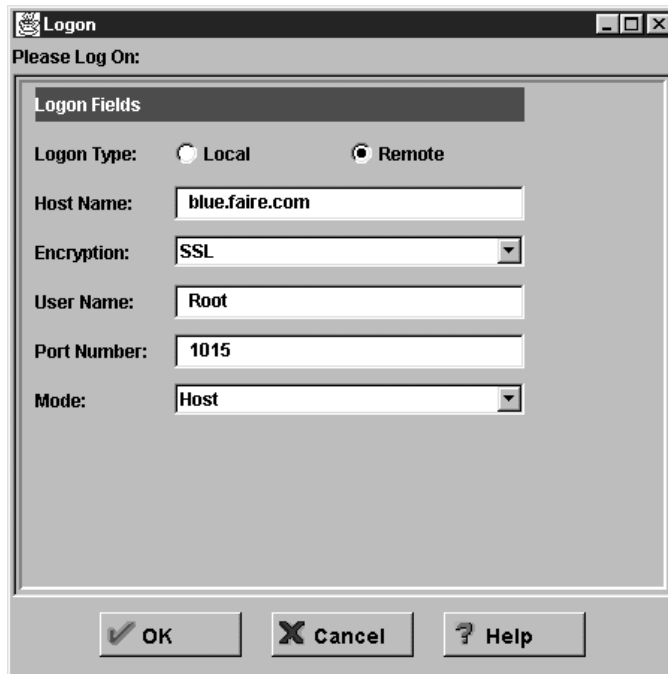 Logon
Please Log On:
Logon Fields
Logon Type: Local Remote
Host Name: blue.faire.com
Encryption: SSL
User Name: Root
Port Number: 1015
Mode: Host
OK Cancel Help